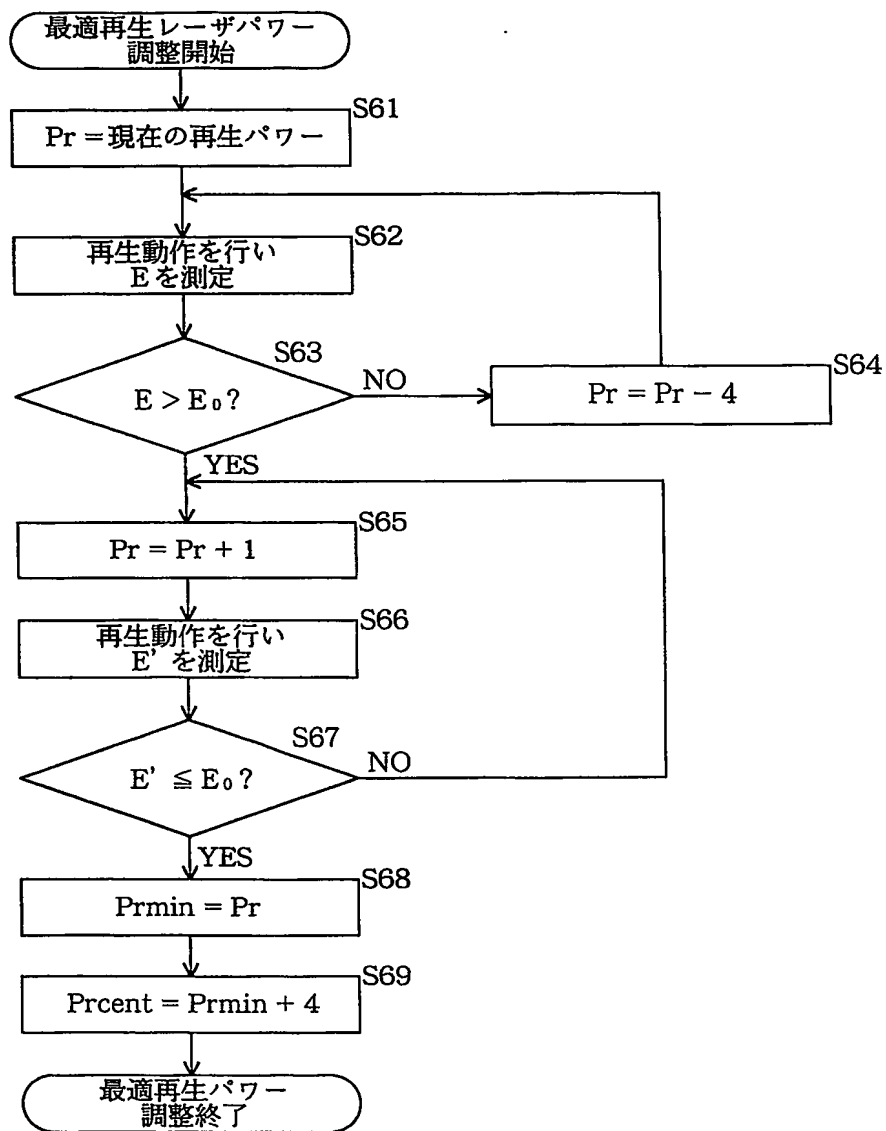 最適再生レーザパワー
調整開始
S61
Pr = 現在の再生パワー
S62
再生動作を行い
Eを測定
S63
E > E₀?
NO
S64
Pr = Pr − 4
YES
S65
Pr = Pr + 1
S66
再生動作を行い
E' を測定
S67
E' ≦ E₀?
NO
YES
S68
Prmin = Pr
S69
Prcent = Prmin + 4
最適再生パワー
調整終了